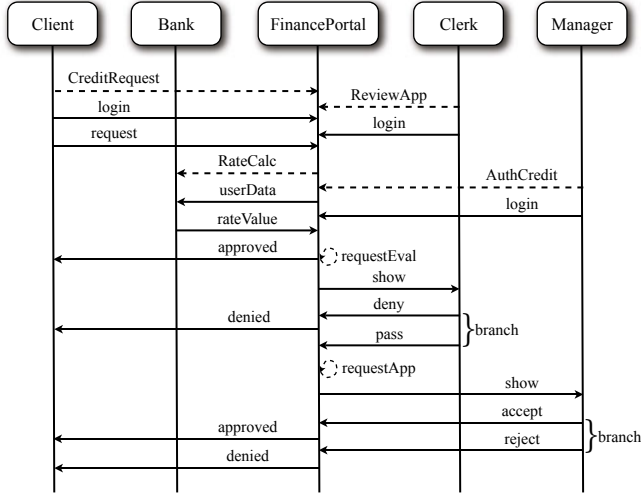 Client
Bank
FinancePortal
Clerk
Manager
CreditRequest
ReviewApp
login
login
request
RateCalc
AuthCredit
userData
login
rateValue
approved
requestEval
show
deny
denied
branch
pass
requestApp
show
accept
approved
branch
reject
denied